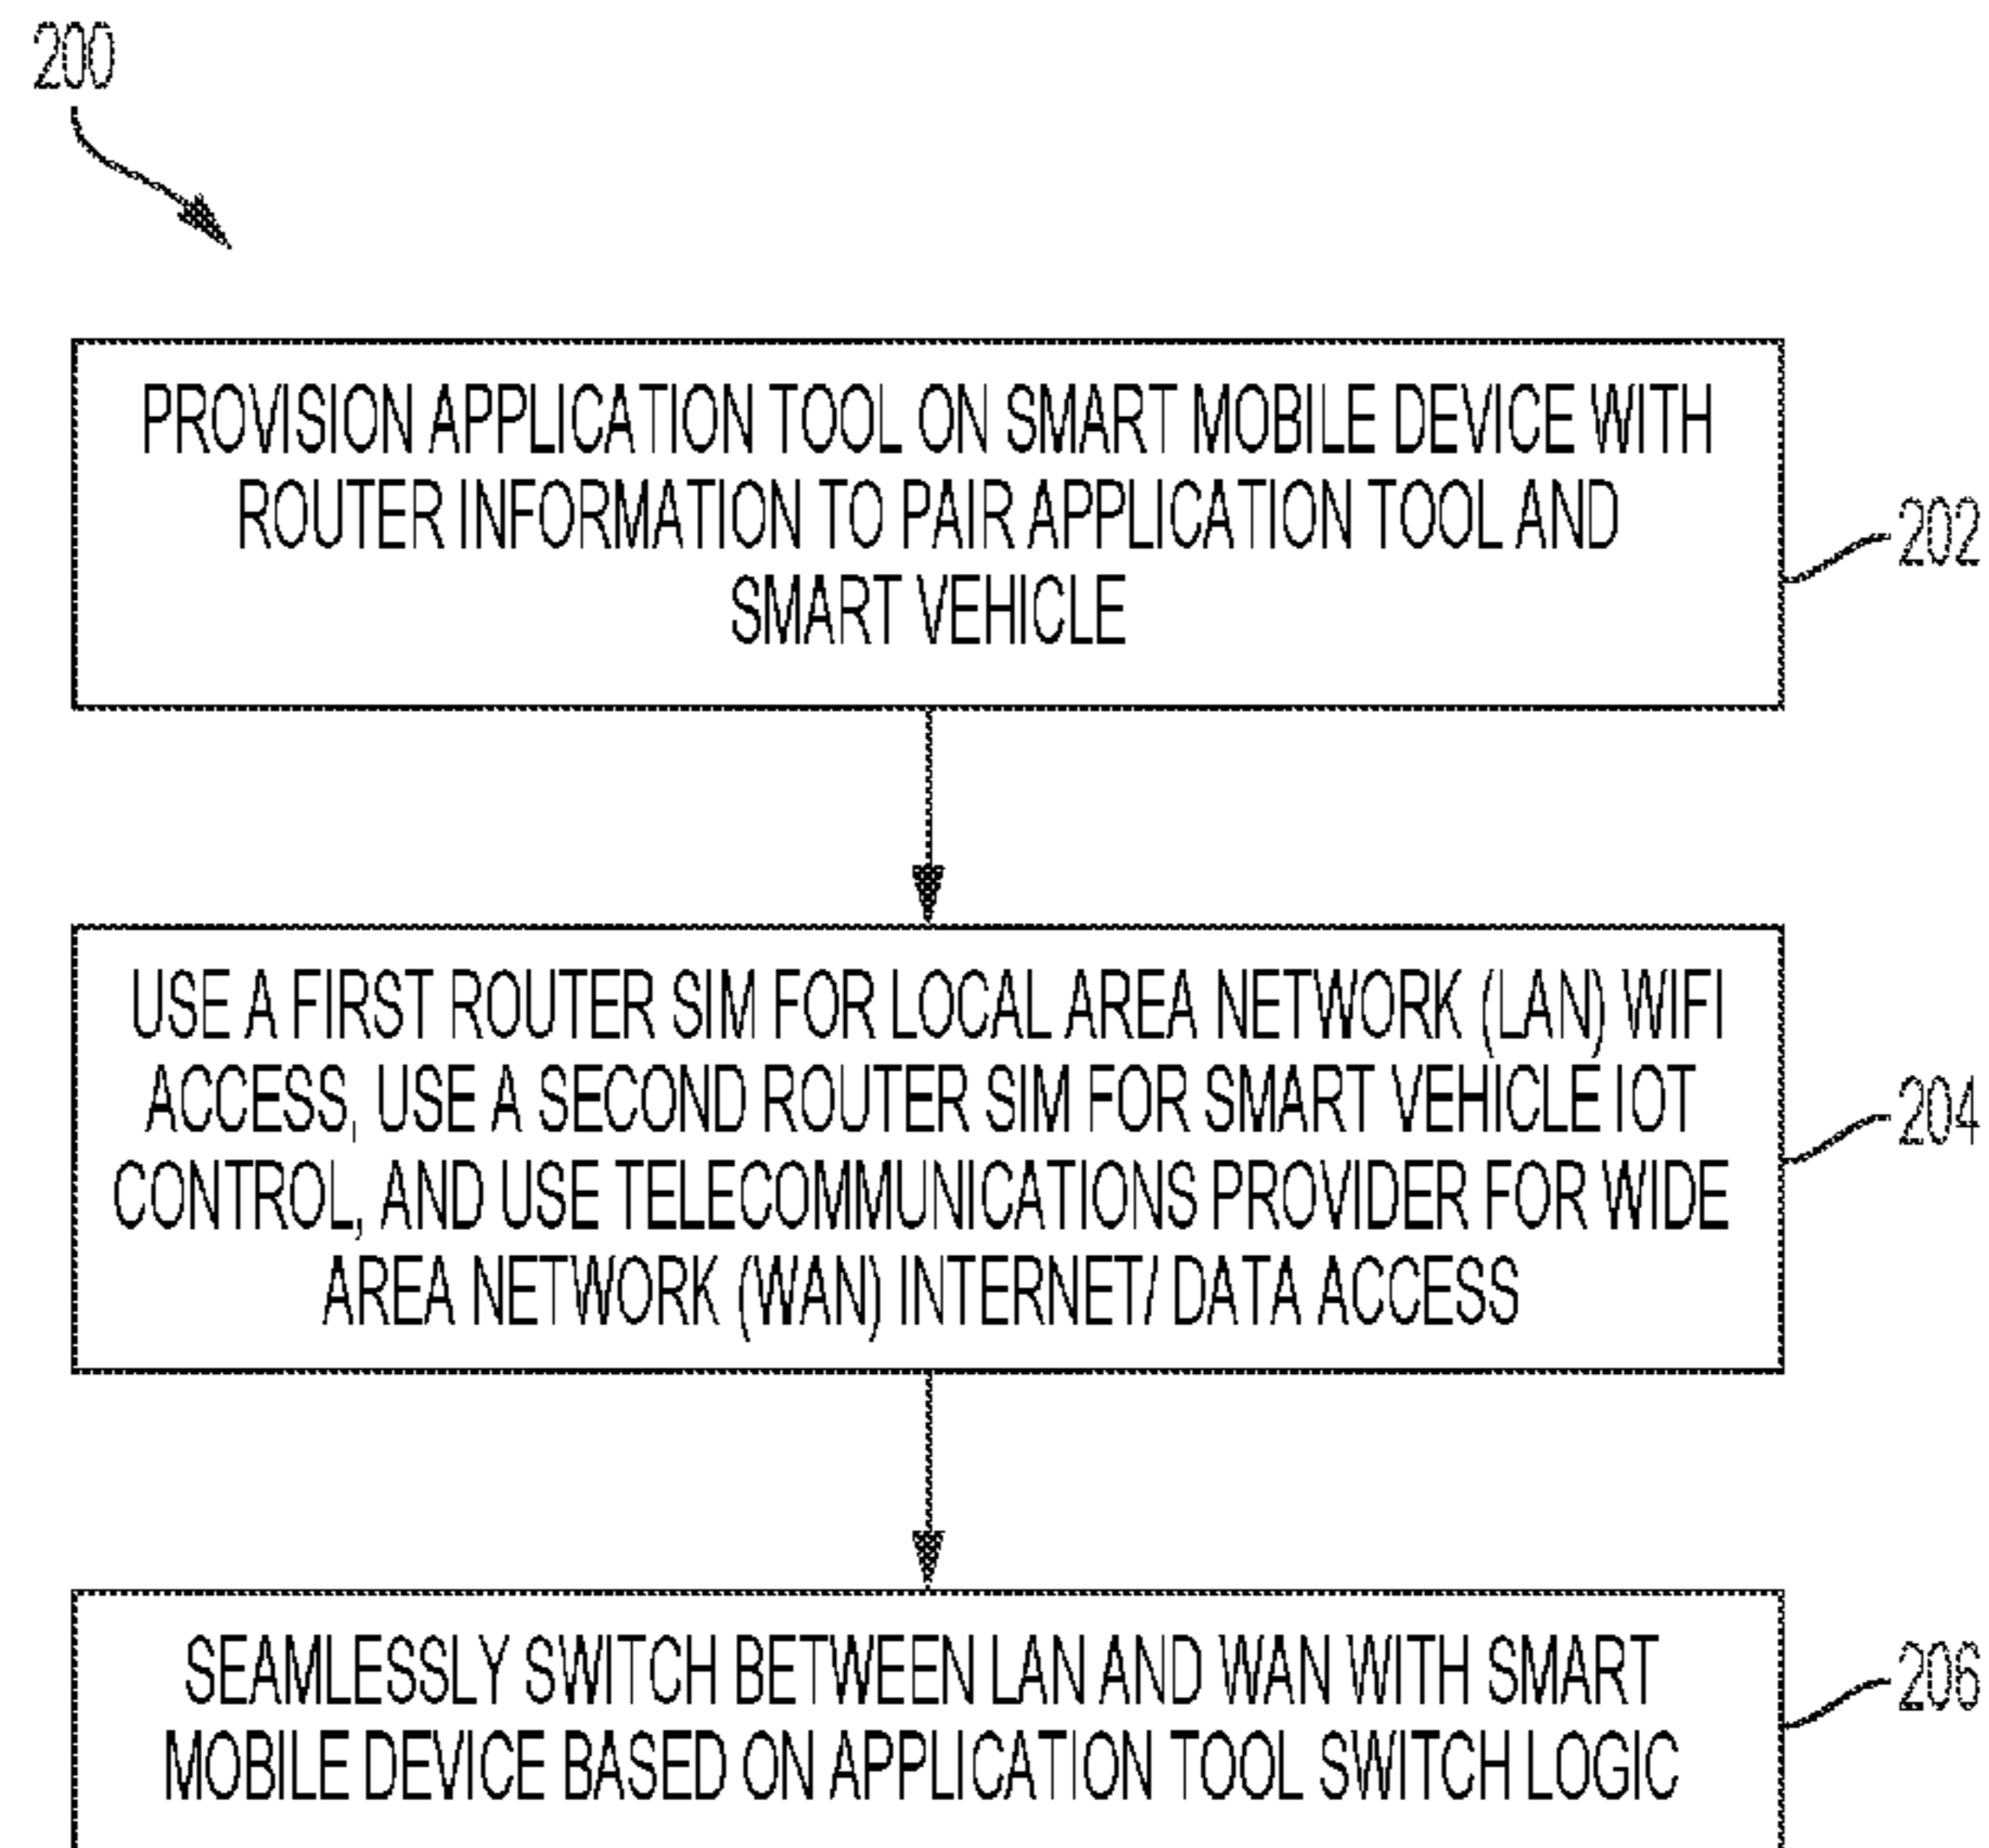 200
PROVISION APPLICATION TOOL ON SMART MOBILE DEVICE WITH
ROUTER INFORMATION TO PAIR APPLICATION TOOL AND
SMART VEHICLE
202
USE A FIRST ROUTER SIM FOR LOCAL AREA NETWORK (LAN) WIFI
ACCESS, USE A SECOND ROUTER SIM FOR SMART VEHICLE IOT
CONTROL, AND USE TELECOMMUNICATIONS PROVIDER FOR WIDE
AREA NETWORK (WAN) INTERNET/ DATA ACCESS
204
SEAMLESSLY SWITCH BETWEEN LAN AND WAN WITH SMART
MOBILE DEVICE BASED ON APPLICATION TOOL SWITCH LOGIC
206